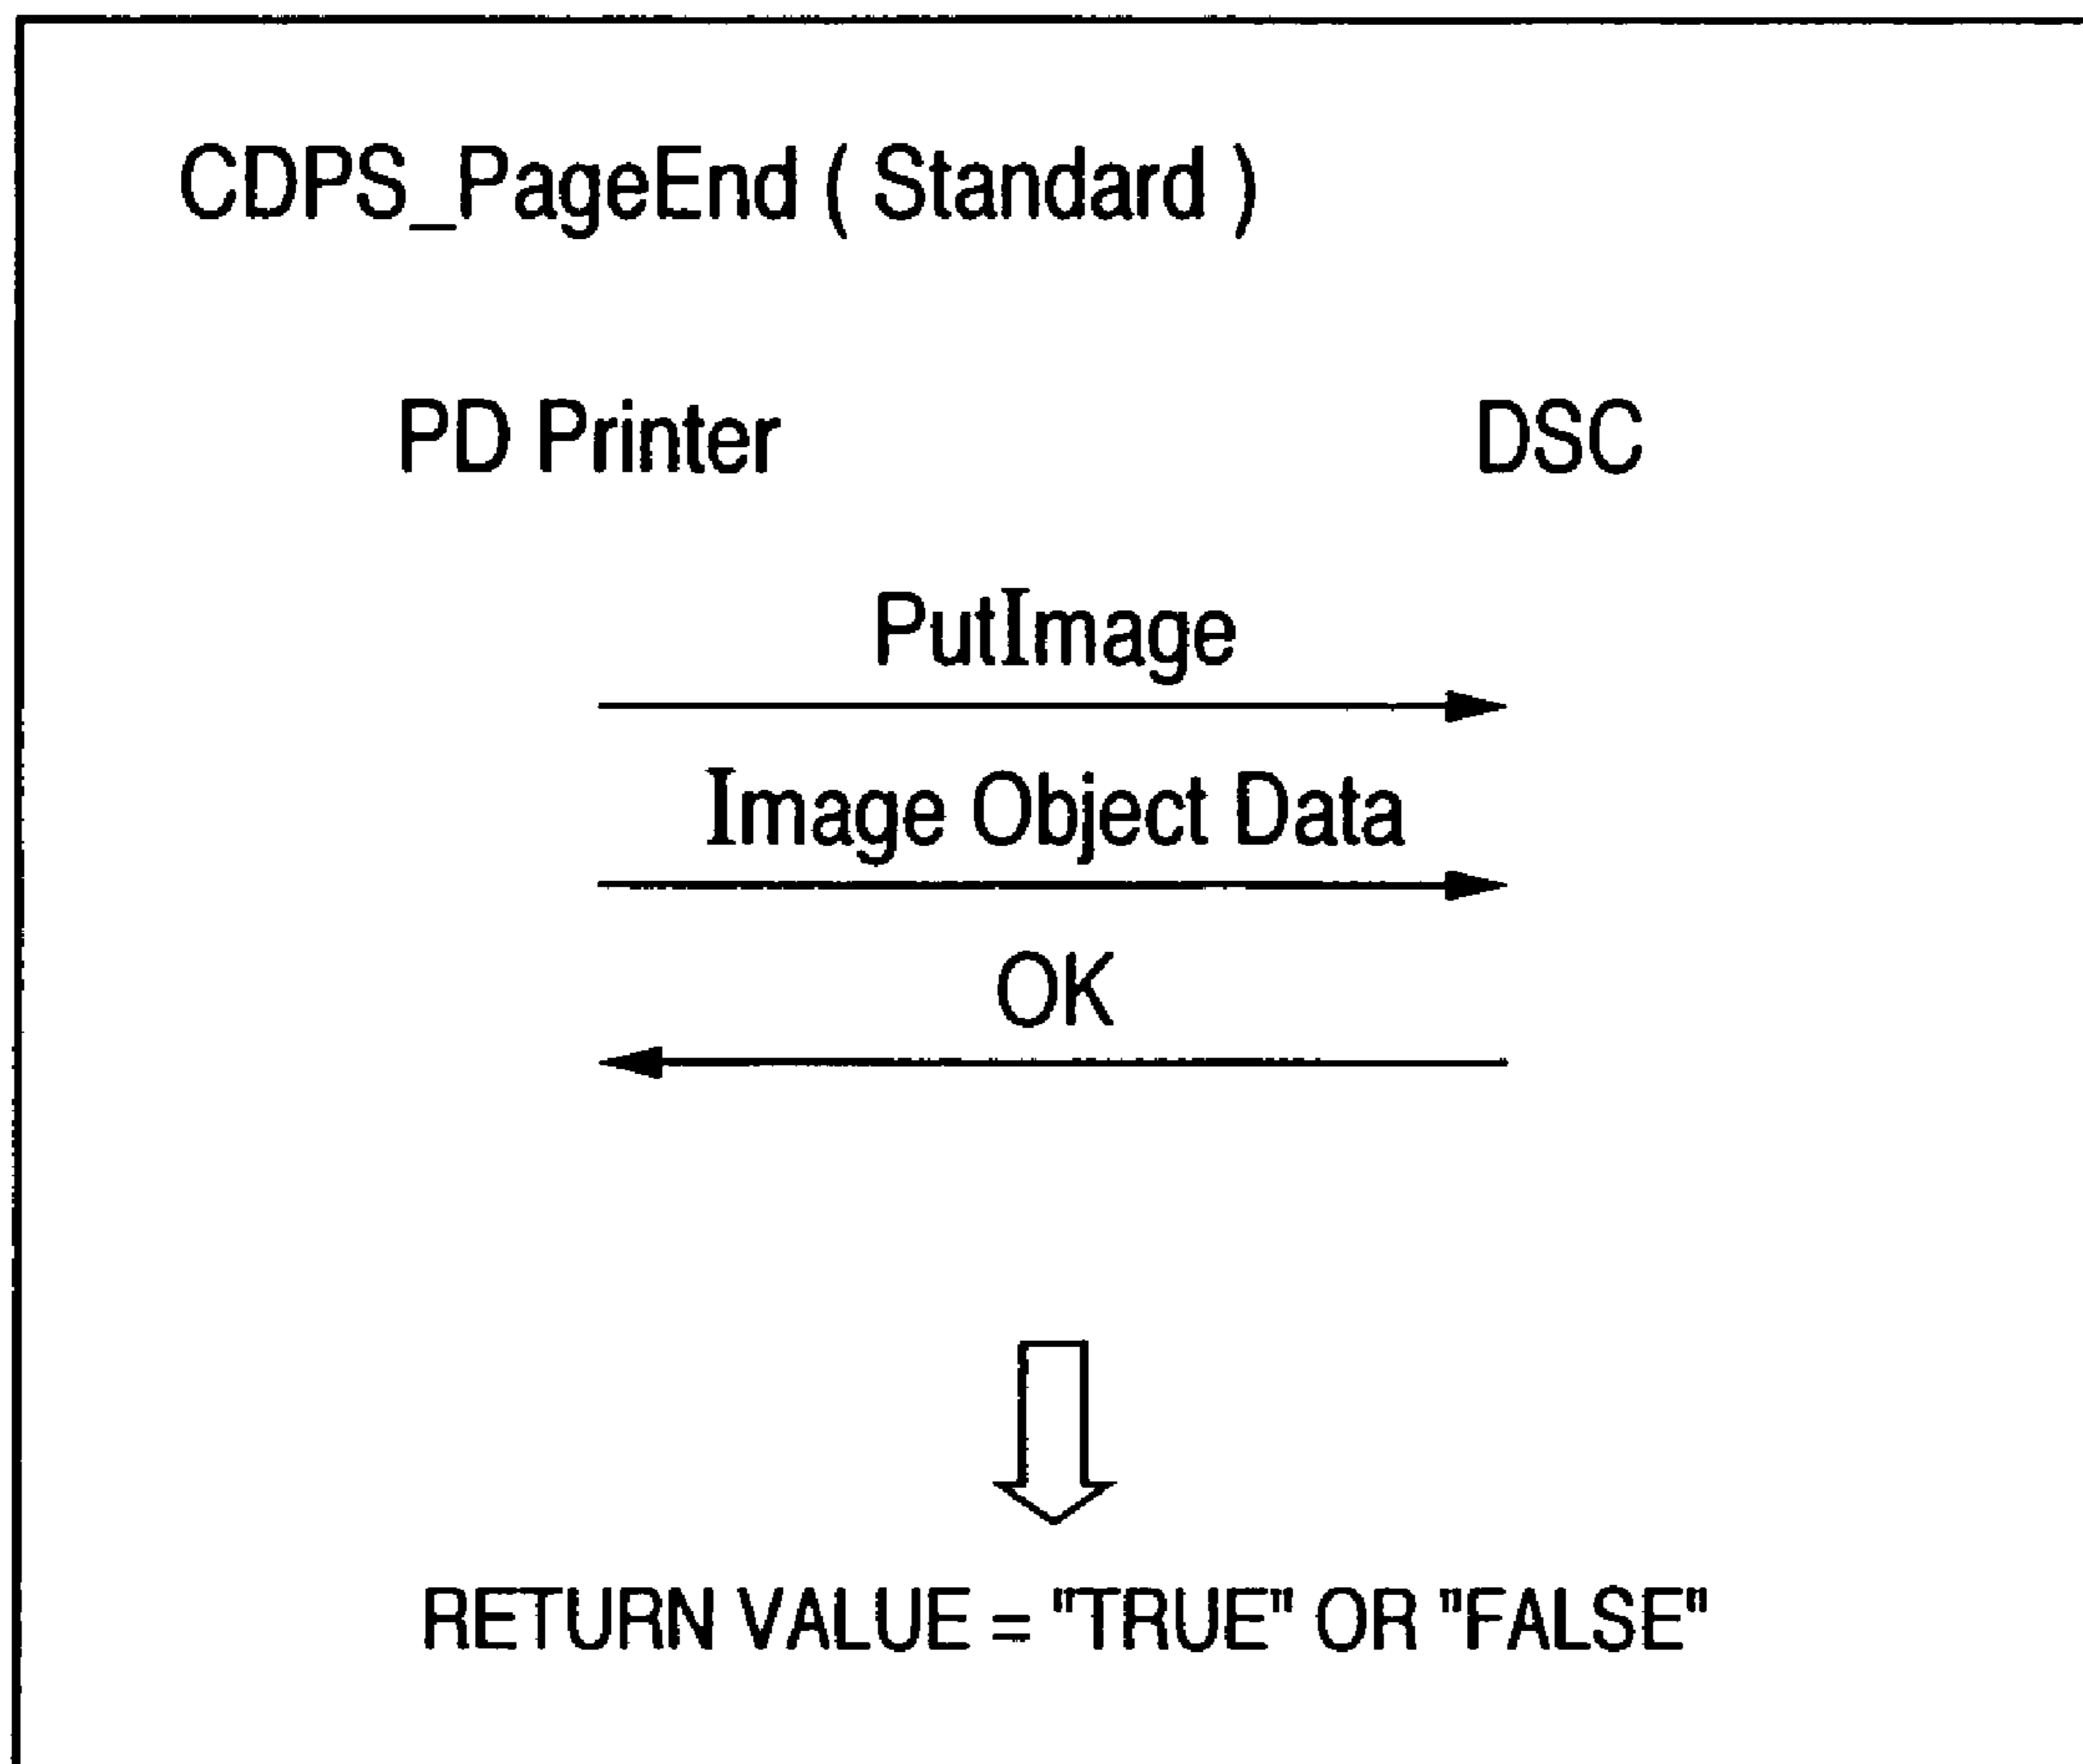 CDPS_PageEnd ( Standard )
PD Printer DSC
PutImage
Image Object Data
OK
RETURN VALUE = "TRUE" OR "FALSE"